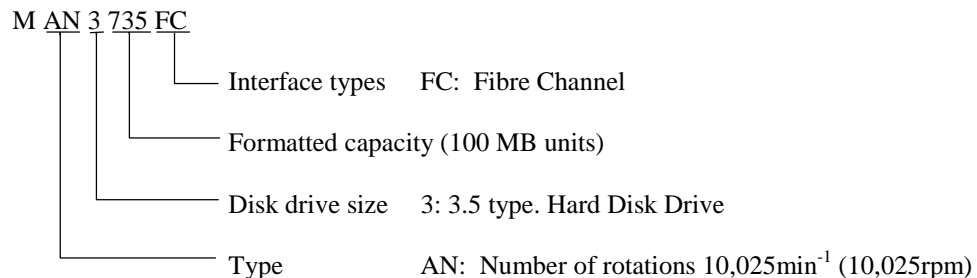 M AN 3 735 FC
Interface types FC: Fibre Channel
Formatted capacity (100 MB units)
Disk drive size 3: 3.5 type. Hard Disk Drive
Type AN: Number of rotations 10,025min-1 (10,025rpm)